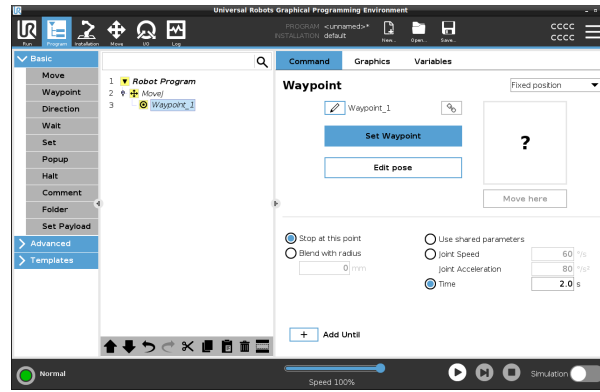 Universal Robots Graphical Programming Environment
UR
Run
Program
Installation
Move
I/O
Log
PROGRAM <unnamed>*
INSTALLATION default
New...
Open...
Save...
CCCC
CCCC
Basic
Move
Waypoint
Direction
Wait
Set
Popup
Halt
Comment
Folder
Set Payload
Advanced
Templates
1 Robot Program
2 MoveJ
3 Waypoint_1
Command Graphics Variables
Waypoint
Fixed position
Waypoint_1
Set Waypoint
Edit pose
?
Move here
Stop at this point
Blend with radius
0 mm
Use shared parameters
Joint Speed 60 °/s
Joint Acceleration 80 °/s²
Time 2.0 s
+ Add Until
Normal
Speed 100%
Simulation